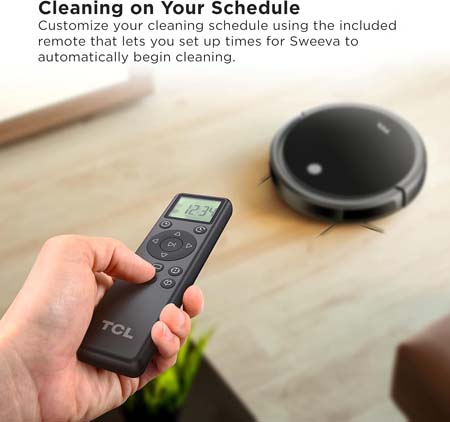 Cleaning on Your Schedule
Customize your cleaning schedule using the included
remote that lets you set up times for Sweeva to
automatically begin cleaning.
12:34
TCL
TCL